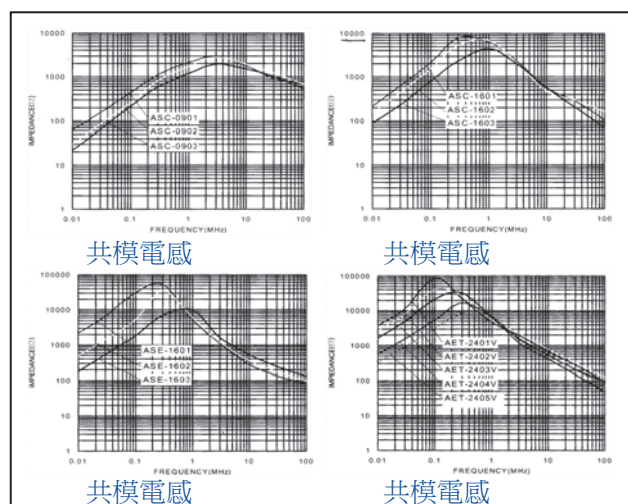 10000
1000
100
10
1
IMPEDANCE(Ω)
ASC-0901
ASC-0902
ASC-0903
0.01 0.1 1 10 100
FREQUENCY(MHz)
共模電感
10000
1000
100
10
1
IMPEDANCE(Ω)
ASC-1601
ASC-1602
ASC-1603
0.01 0.1 1 10 100
FREQUENCY(MHz)
共模電感
100000
10000
1000
100
10
1
IMPEDANCE(Ω)
ASE-1601
ASE-1602
ASE-1603
0.01 0.1 1 10 100
FREQUENCY(MHz)
共模電感
100000
10000
1000
100
10
1
IMPEDANCE(Ω)
AET-2401V
AET-2402V
AET-2403V
AET-2404V
AET-2405V
0.01 0.1 1 10 100
FREQUENCY(MHz)
共模電感